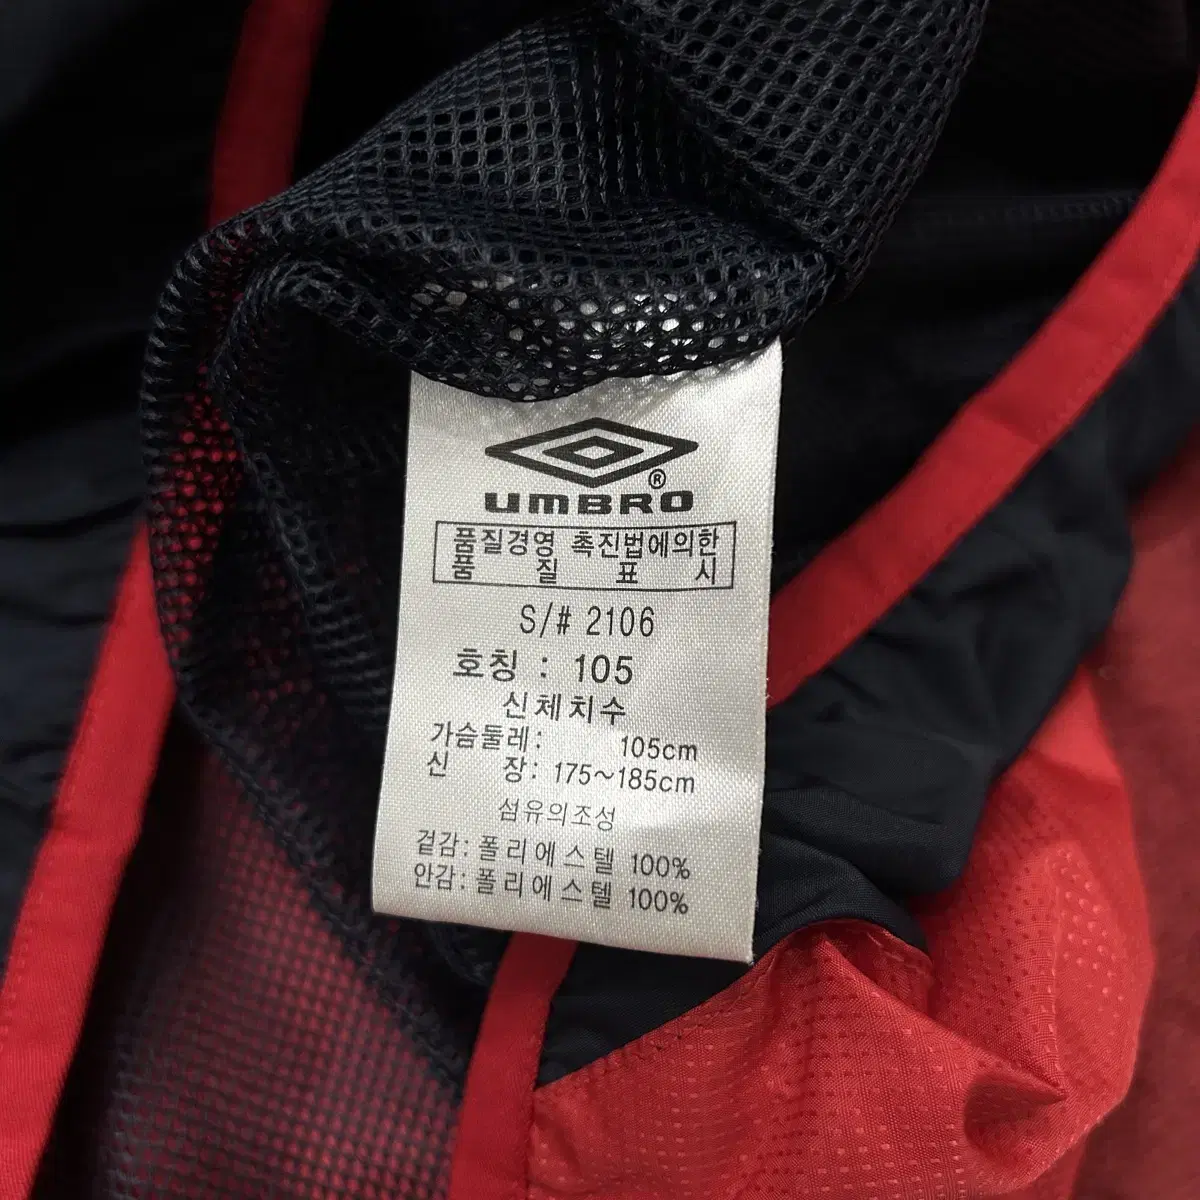 UMBRO®
품질경영 촉진법에의한
품 질 표 시
S/# 2106
호칭 : 105
신체치수
가슴둘레: 105cm
신 장: 175~185cm
섬유의조성
겉감: 폴리에스텔 100%
안감: 폴리에스텔 100%